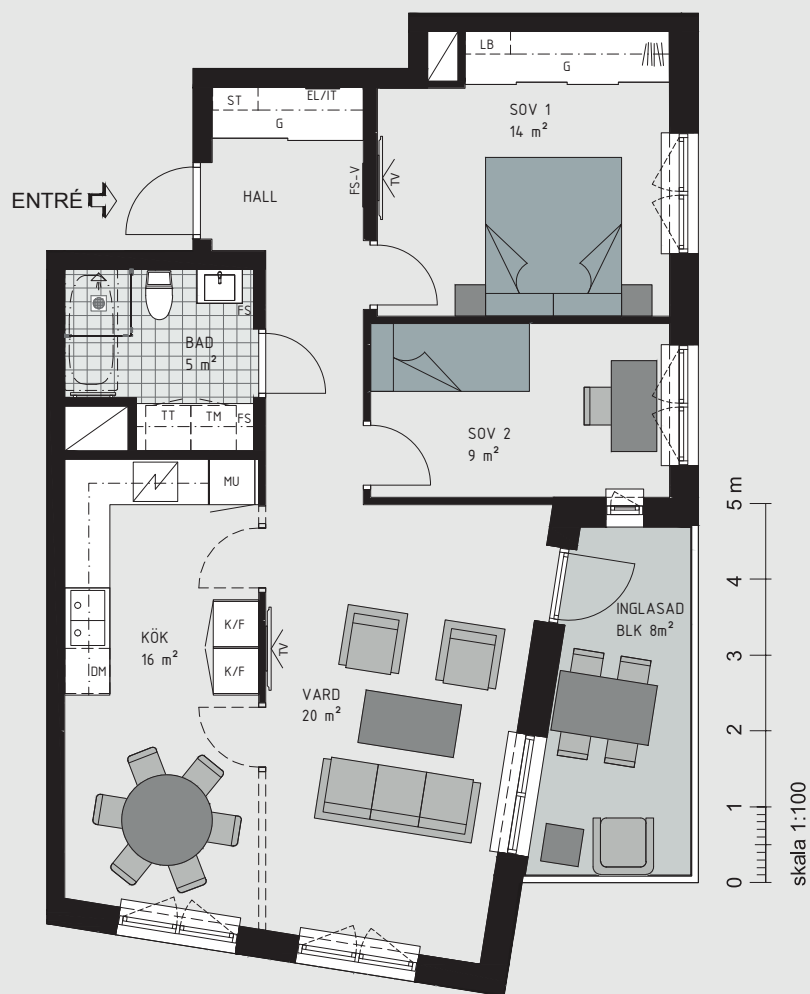 LB
G
ST
EL/IT
G
SOV 1
14 m²
FS-V
TV
ENTRÉ
HALL
FS
BAD
5 m²
TT
TM
FS
SOV 2
9 m²
MU
KÖK
16 m²
K/F
K/F
DM
TV
VARD
20 m²
INGLASAD
BLK 8m²
5 m
4
3
2
1
0
skala 1:100